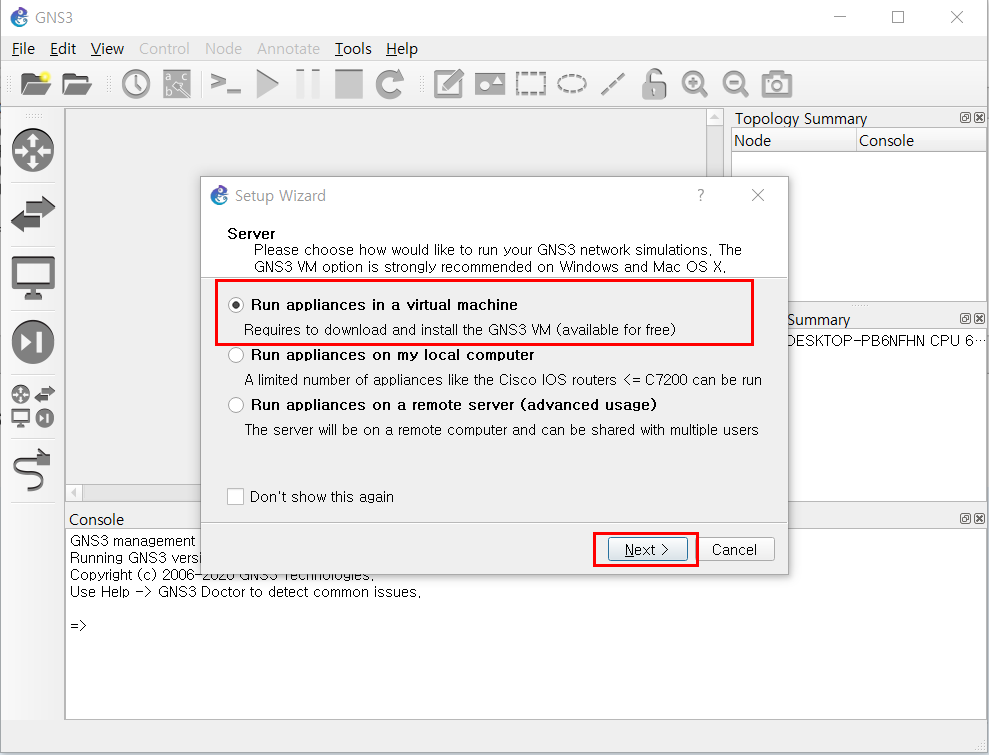 GNS3
File Edit View Control Node Annotate Tools Help
Topology Summary
Node Console
Setup Wizard
?
Server
Please choose how would like to run your GNS3 network simulations. The
GNS3 VM option is strongly recommended on Windows and Mac OS X.
Run appliances in a virtual machine
Requires to download and install the GNS3 VM (available for free)
Run appliances on my local computer
A limited number of appliances like the Cisco IOS routers <= C7200 can be run
Run appliances on a remote server (advanced usage)
The server will be on a remote computer and can be shared with multiple users
Don't show this again
Next >
Cancel
Summary
DESKTOP-PB6NFHN CPU 6...
Console
GNS3 management
Running GNS3 versi
Copyright (c) 2006-2020 GNS3 Technologies.
Use Help -> GNS3 Doctor to detect common issues.
=>